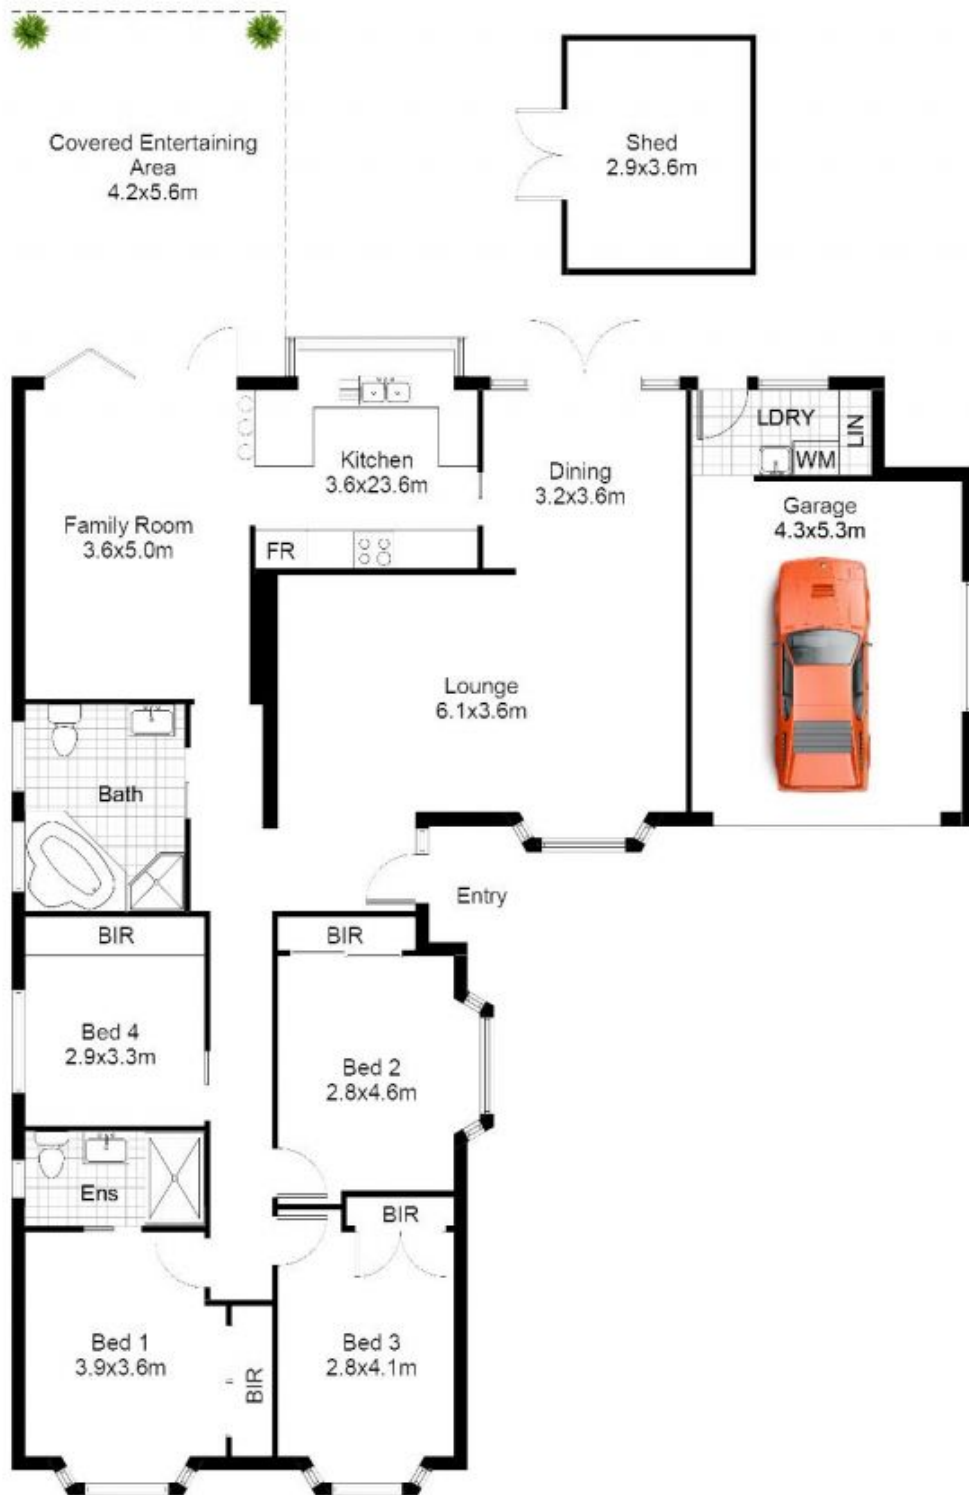 Covered Entertaining
Area
4.2x5.6m
Shed
2.9x3.6m
LDRY
LIN
WM
Kitchen
3.6x23.6m
Dining
3.2x3.6m
Garage
4.3x5.3m
Family Room
3.6x5.0m
FR
Lounge
6.1x3.6m
Bath
Entry
BIR
BIR
Bed 4
2.9x3.3m
Bed 2
2.8x4.6m
Ens
BIR
Bed 1
3.9x3.6m
BIR
Bed 3
2.8x4.1m